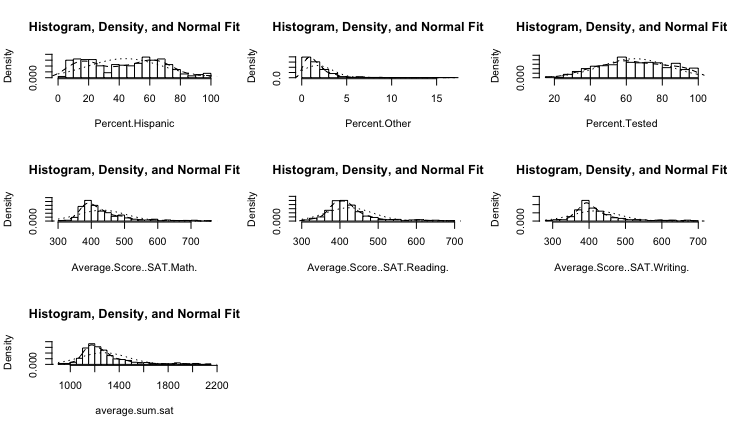 Histogram, Density, and Normal Fit
Density
0.000
0 20 40 60 80 100
Percent.Hispanic
Histogram, Density, and Normal Fit
Density
0.0
0 5 10 15
Percent.Other
Histogram, Density, and Normal Fit
Density
0.000
20 40 60 80 100
Percent.Tested
Histogram, Density, and Normal Fit
Density
0.000
300 400 500 600 700
Average.Score..SAT.Math.
Histogram, Density, and Normal Fit
Density
0.000
300 400 500 600 700
Average.Score..SAT.Reading.
Histogram, Density, and Normal Fit
Density
0.000
300 400 500 600 700
Average.Score..SAT.Writing.
Histogram, Density, and Normal Fit
Density
0.000
1000 1400 1800 2200
average.sum.sat